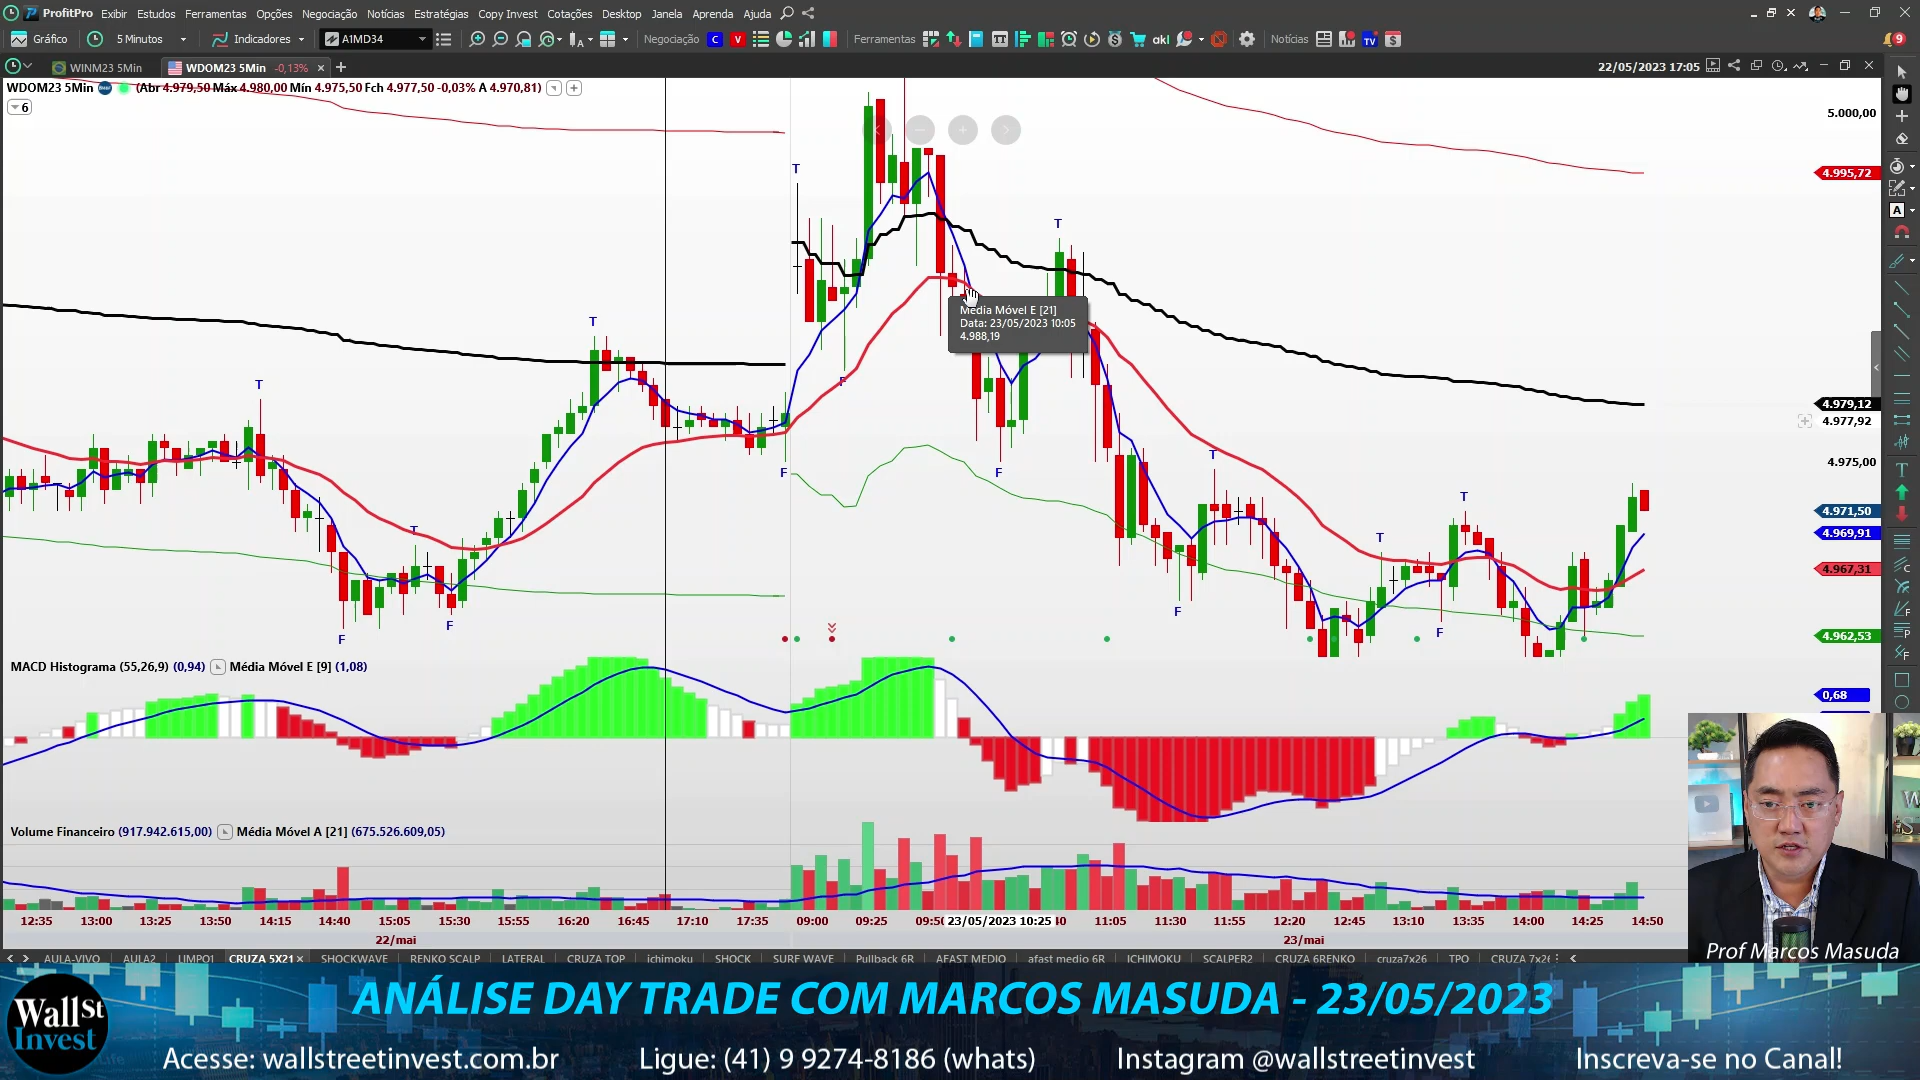 ProfitPro Exibir Estudos Ferramentas Opções Negociação Notícias Estratégias Copy Invest Cotações Desktop Janela Aprenda Ajuda
Gráfico 5 Minutos Indicadores A1MD34 Negociação C V Ferramentas Notícias 9
WINM23 5Min WDOM23 5Min -0,13% × + 22/05/2023 17:05
WDOM23 5Min (Abr 4.979,50 Máx 4.980,00 Mín 4.975,50 Fch 4.977,50 -0,03% A 4.970,81)
6
5.000,00
T
4.995,72
T
T
Média Móvel E [21]
Data: 23/05/2023 10:05
4.988,19
T
T
F
4.979,12
4.977,92
T
4.975,00
F
F
T
4.971,50
T
T
4.969,91
4.967,31
F
F
F
F
4.962,53
MACD Histograma (55,26,9) (0,94) Média Móvel E [9] (1,08)
0,68
Volume Financeiro (917.942.615,00) Média Móvel A [21] (675.526.609,05)
12:35 13:00 13:25 13:50 14:15 14:40 15:05 15:30 15:55 16:20 16:45 17:10 17:35 09:00 09:25 23/05/2023 10:25 11:05 11:30 11:55 12:20 12:45 13:10 13:35 14:00 14:25 14:50
22/mai 23/mai
Prof Marcos Masuda
AULA-VIVO AULA2 LIMPO1 CRUZA 5X21 × SHOCKWAVE RENKO SCALP LATERAL CRUZA TOP ichimoku SHOCK SURF WAVE Pullback 6R AFAST MEDIO afast medio 6R ICHIMOKU SCALPER2 CRUZA 6RENKO cruza7x26 TPO
Wall St Invest
ANÁLISE DAY TRADE COM MARCOS MASUDA - 23/05/2023
Acesse: wallstreetinvest.com.br Ligue: (41) 9 9274-8186 (whats) Instagram @wallstreetinvest Inscreva-se no Canal!